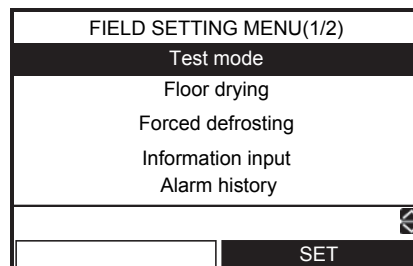 FIELD SETTING MENU(1/2)
Test mode
Floor drying
Forced defrosting
Information input
Alarm history
SET